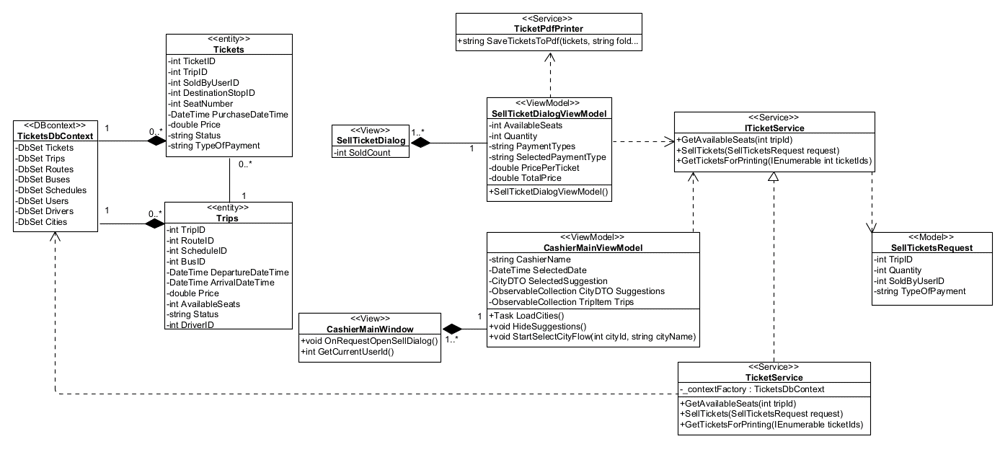 <<Service>>
TicketPdfPrinter
+string SaveTicketsToPdf(tickets, string fold...
<<entity>>
Tickets
-int TicketID
-int TripID
-int SoldByUserID
-int DestinationStopID
-int SeatNumber
-DateTime PurchaseDateTime
-double Price
-string Status
-string TypeOfPayment
<<DBcontext>>
TicketsDbContext
-DbSet Tickets
-DbSet Trips
-DbSet Routes
-DbSet Buses
-DbSet Schedules
-DbSet Users
-DbSet Drivers
-DbSet Cities
1
0..*
1
0..*
0..*
1
<<entity>>
Trips
-int TripID
-int RouteID
-int ScheduleID
-int BusID
-DateTime DepartureDateTime
-DateTime ArrivalDateTime
-double Price
-int AvailableSeats
-string Status
-int DriverID
<<View>>
SellTicketDialog
-int SoldCount
1..*
1
<<ViewModel>>
SellTicketDialogViewModel
-int AvailableSeats
-int Quantity
-string PaymentTypes
-string SelectedPaymentType
-double PricePerTicket
-double TotalPrice
+SellTicketDialogViewModel()
<<Service>>
ITicketService
+GetAvailableSeats(int tripId)
+SellTickets(SellTicketsRequest request)
+GetTicketsForPrinting(IEnumerable int ticketIds)
<<Model>>
SellTicketsRequest
-int TripID
-int Quantity
-int SoldByUserID
-string TypeOfPayment
<<ViewModel>>
CashierMainViewModel
-string CashierName
-DateTime SelectedDate
-CityDTO SelectedSuggestion
-ObservableCollection CityDTO Suggestions
-ObservableCollection TripItem Trips
+Task LoadCities()
+void HideSuggestions()
+void StartSelectCityFlow(int cityId, string cityName)
<<View>>
CashierMainWindow
+void OnRequestOpenSellDialog()
+int GetCurrentUserId()
1
1..*
<<Service>>
TicketService
-_contextFactory : TicketsDbContext
+GetAvailableSeats(int tripId)
+SellTickets(SellTicketsRequest request)
+GetTicketsForPrinting(IEnumerable ticketIds)